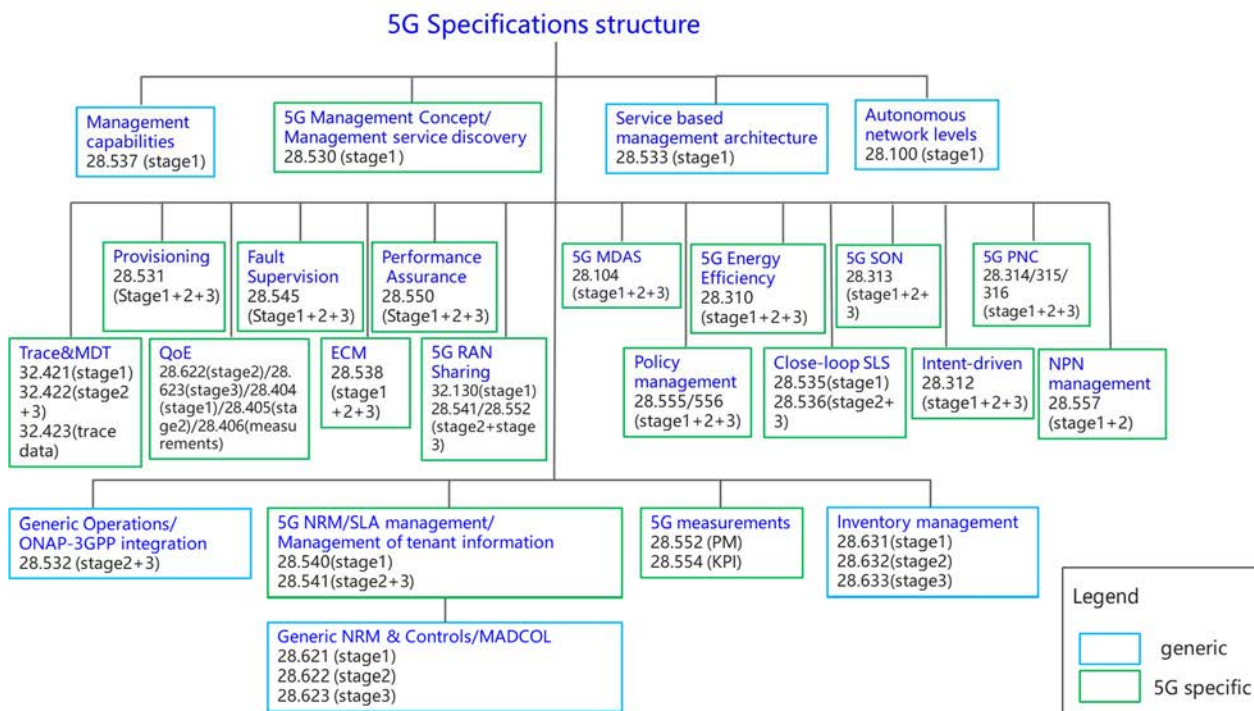 5G Specifications structure
Management
capabilities
28.537 (stage1)
5G Management Concept/
Management service discovery
28.530 (stage1)
Service based
management architecture
28.533 (stage1)
Autonomous
network levels
28.100 (stage1)
Provisioning
28.531
(Stage1+2+3)
Fault
Supervision
28.545
(Stage1+2+3)
Performance
Assurance
28.550
(Stage1+2+3)
5G MDAS
28.104
(stage1+2+3)
5G Energy
Efficiency
28.310
(stage1+2+3)
5G SON
28.313
(stage1+2+
3)
5G PNC
28.314/315/
316
(stage1+2+3)
Trace&MDT
32.421(stage1)
32.422(stage2
+3)
32.423(trace
data)
QoE
28.622(stage2)/28.
623(stage3)/28.404
(stage1)/28.405(sta
ge2)/28.406(measu
rements)
ECM
28.538
(stage1
+2+3)
5G RAN
Sharing
32.130(stage1)
28.541/28.552
(stage2+stage
3)
Policy
management
28.555/556
(stage1+2+3)
Close-loop SLS
28.535(stage1)
28.536(stage2+
3)
Intent-driven
28.312
(stage1+2+3)
NPN
management
28.557
(stage1+2)
Generic Operations/
ONAP-3GPP integration
28.532 (stage2+3)
5G NRM/SLA management/
Management of tenant information
28.540(stage1)
28.541(stage2+3)
5G measurements
28.552 (PM)
28.554 (KPI)
Inventory management
28.631(stage1)
28.632(stage2)
28.633(stage3)
Generic NRM & Controls/MADCOL
28.621 (stage1)
28.622 (stage2)
28.623 (stage3)
Legend
generic
5G specific